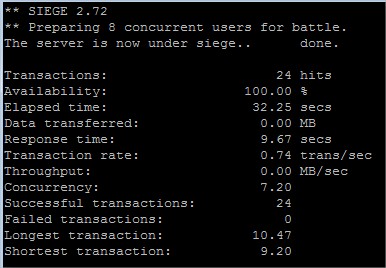 ** SIEGE 2.72
** Preparing 8 concurrent users for battle.
The server is now under siege..      done.
Transactions:                     24 hits
Availability:                 100.00 %
Elapsed time:                  32.25 secs
Data transferred:               0.00 MB
Response time:                  9.67 secs
Transaction rate:               0.74 trans/sec
Throughput:                     0.00 MB/sec
Concurrency:                    7.20
Successful transactions:          24
Failed transactions:               0
Longest transaction:           10.47
Shortest transaction:           9.20